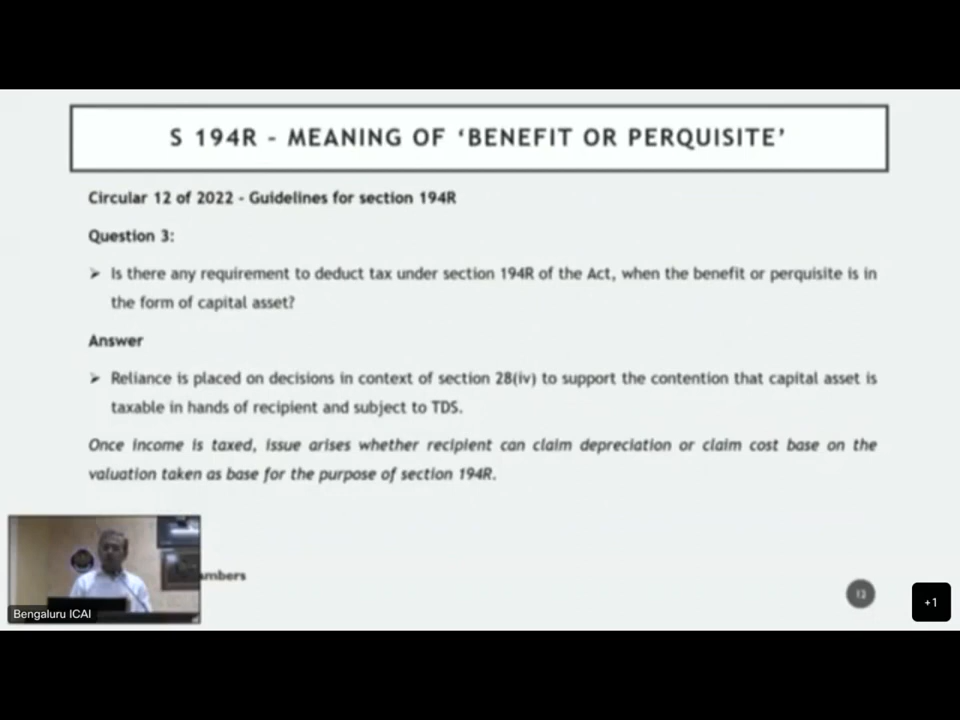 S 194R - MEANING OF ‘BENEFIT OR PERQUISITE’
Circular 12 of 2022 - Guidelines for section 194R
Question 3:
➢ Is there any requirement to deduct tax under section 194R of the Act, when the benefit or perquisite is in
the form of capital asset?
Answer
➢ Reliance is placed on decisions in context of section 28(iv) to support the contention that capital asset is
taxable in hands of recipient and subject to TDS.
Once income is taxed, issue arises whether recipient can claim depreciation or claim cost base on the
valuation taken as base for the purpose of section 194R.
ambers
Bengaluru ICAI
12
+1